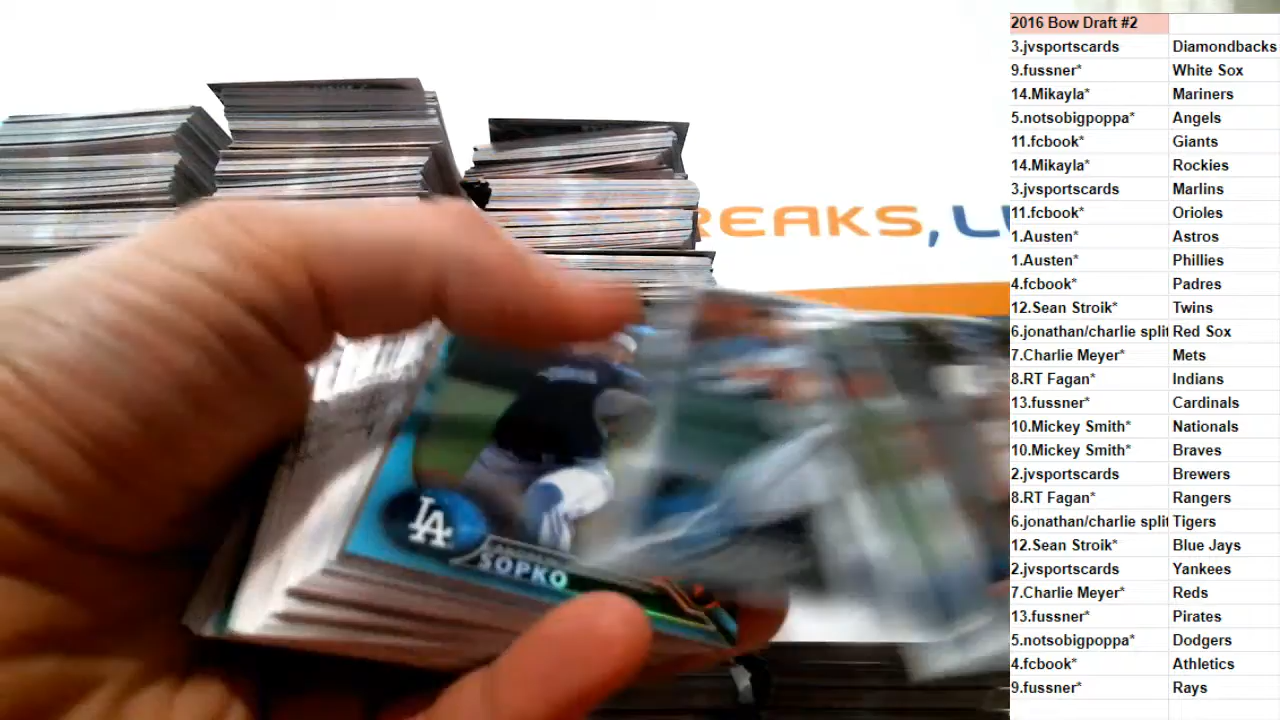 2016 Bow Draft #2
3.jvsportscards Diamondbacks
9.fussner* White Sox
14.Mikayla* Mariners
5.notsobigpoppa* Angels
11.fcbook* Giants
14.Mikayla* Rockies
3.jvsportscards Marlins
11.fcbook* Orioles
1.Austen* Astros
1.Austen* Phillies
4.fcbook* Padres
12.Sean Stroik* Twins
6.jonathan/charlie split Red Sox
7.Charlie Meyer* Mets
8.RT Fagan* Indians
13.fussner* Cardinals
10.Mickey Smith* Nationals
10.Mickey Smith* Braves
2.jvsportscards Brewers
8.RT Fagan* Rangers
6.jonathan/charlie split Tigers
12.Sean Stroik* Blue Jays
2.jvsportscards Yankees
7.Charlie Meyer* Reds
13.fussner* Pirates
5.notsobigpoppa* Dodgers
4.fcbook* Athletics
9.fussner* Rays
REAKS, L
LA
SOPKO